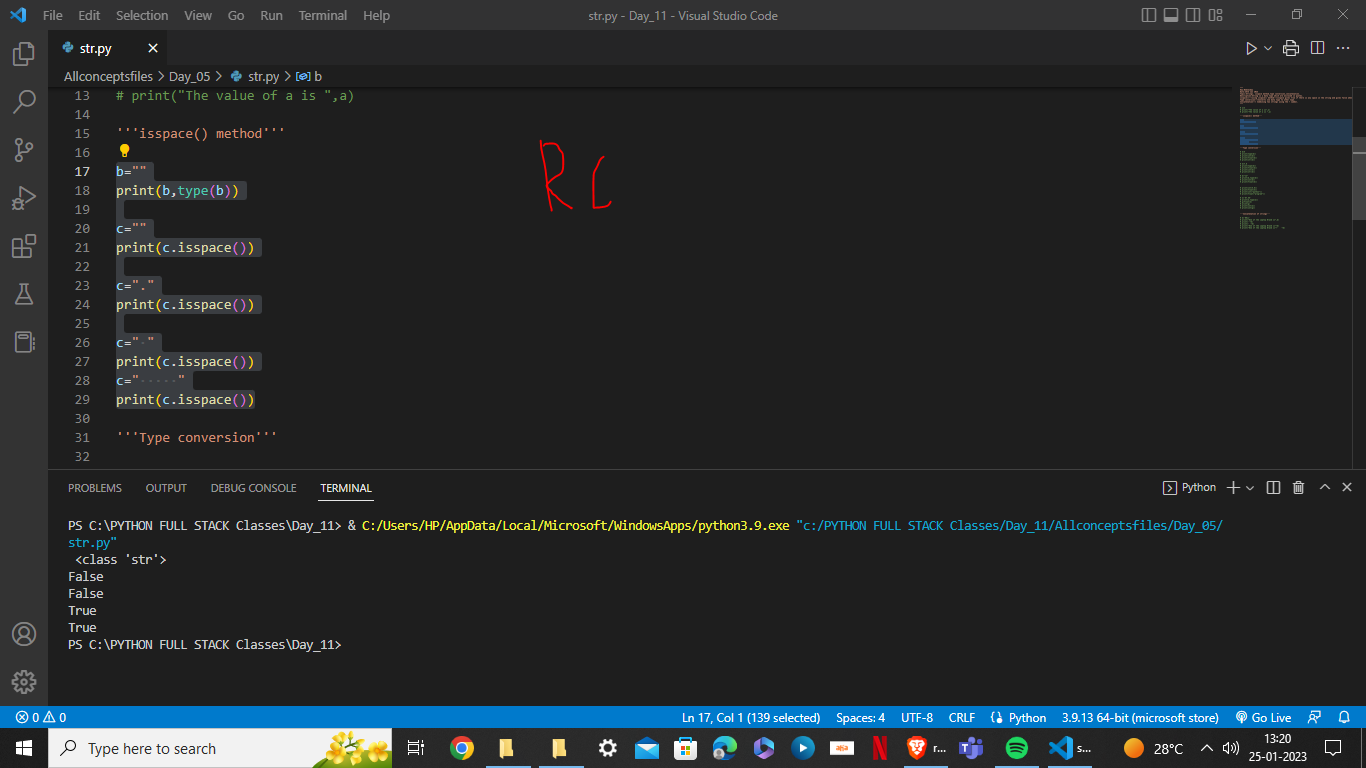 File Edit Selection View Go Run Terminal Help
str.py - Day_11 - Visual Studio Code
str.py
Allconceptsfiles > Day_05 > str.py > b
13 # print("The value of a is ",a)
14
15 '''isspace() method'''
16
17 b=""
18 print(b,type(b))
19
20 c=""
21 print(c.isspace())
22
23 c="."
24 print(c.isspace())
25
26 c=" "
27 print(c.isspace())
28 c="     "
29 print(c.isspace())
30
31 '''Type conversion'''
32
R
PROBLEMS OUTPUT DEBUG CONSOLE TERMINAL
Python
PS C:\PYTHON FULL STACK Classes\Day_11> & C:/Users/HP/AppData/Local/Microsoft/WindowsApps/python3.9.exe "c:/PYTHON FULL STACK Classes/Day_11/Allconceptsfiles/Day_05/
str.py"
 <class 'str'>
False
False
True
True
PS C:\PYTHON FULL STACK Classes\Day_11>
0 0
Ln 17, Col 1 (139 selected) Spaces: 4 UTF-8 CRLF Python 3.9.13 64-bit (microsoft store) Go Live
Type here to search
r...
s...
28°C
13:20
25-01-2023